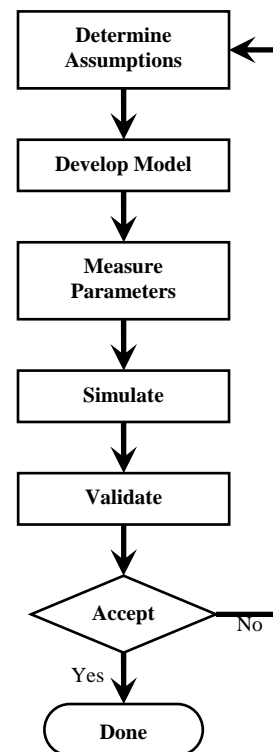 Determine
Assumptions
Develop Model
Measure
Parameters
Simulate
Validate
Accept
No
Yes
Done